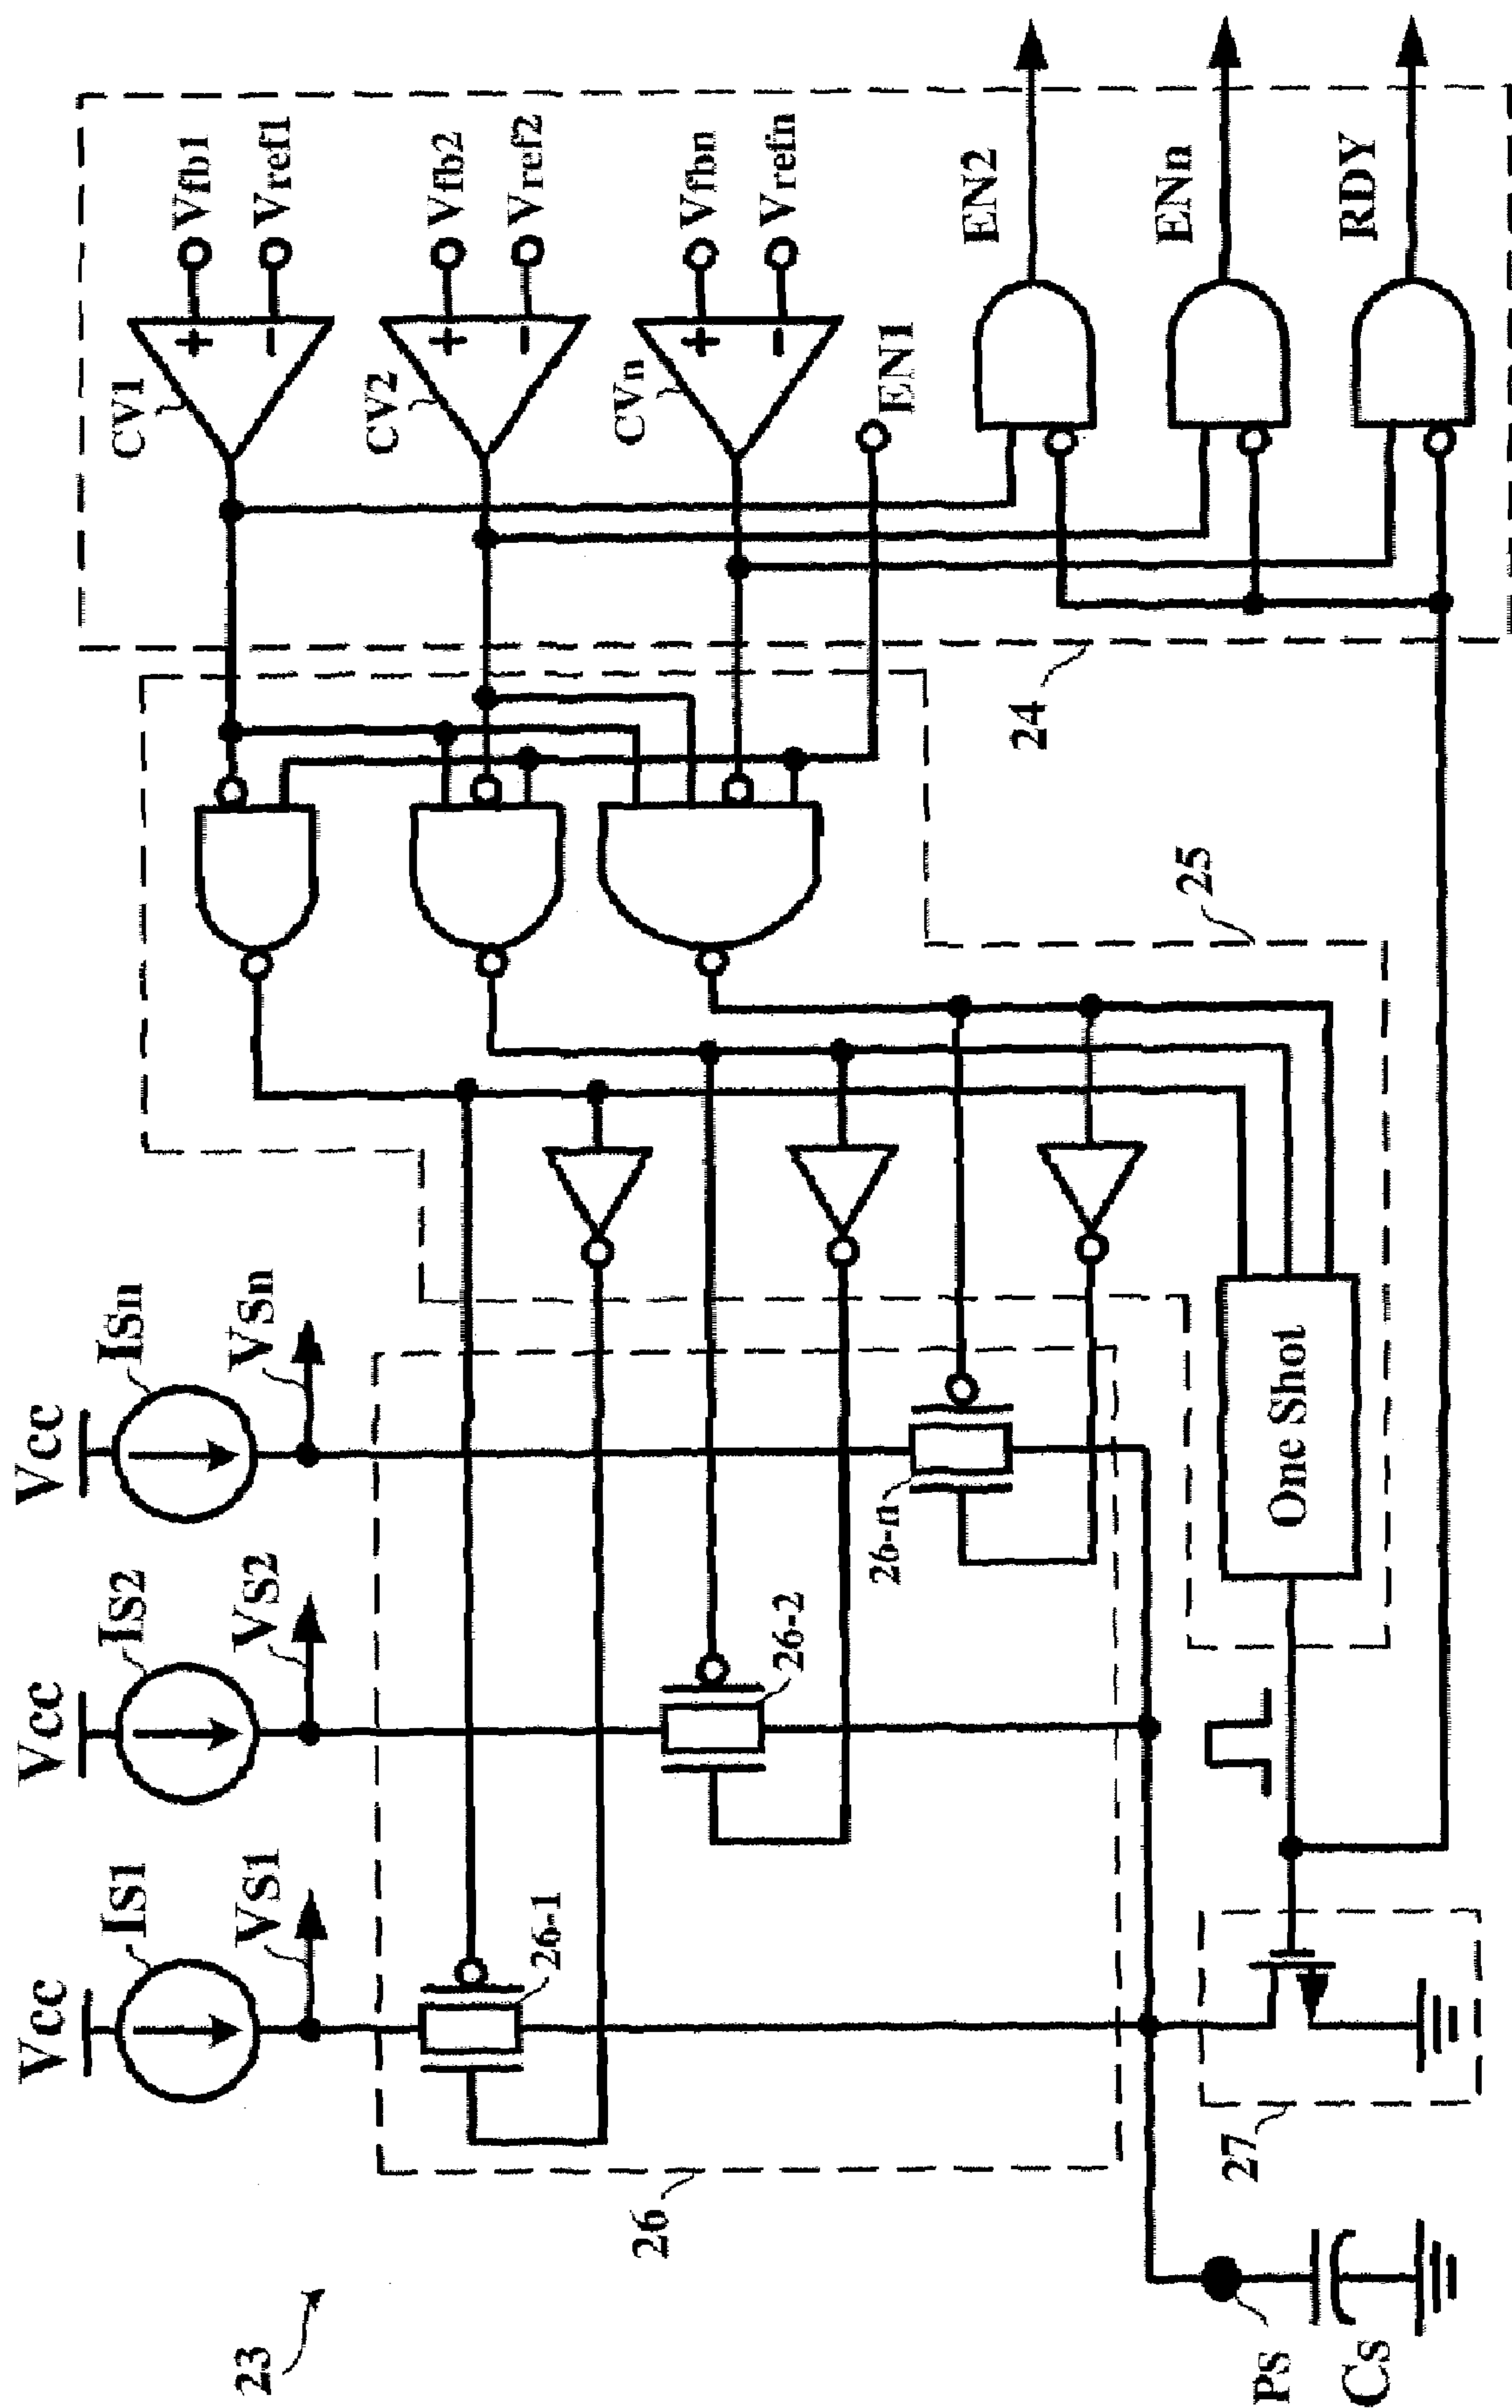 23
Vcc
IS1
VS1
Vcc
IS2
VS2
Vcc
ISn
VSn
26
26-1
26-2
26-n
Ps
Cs
27
One Shot
25
24
CV1
Vfb1
Vref1
CV2
Vfb2
Vref2
CVn
Vfbn
Vrefn
EN1
EN2
ENn
RDY
+
-
+
-
+
-